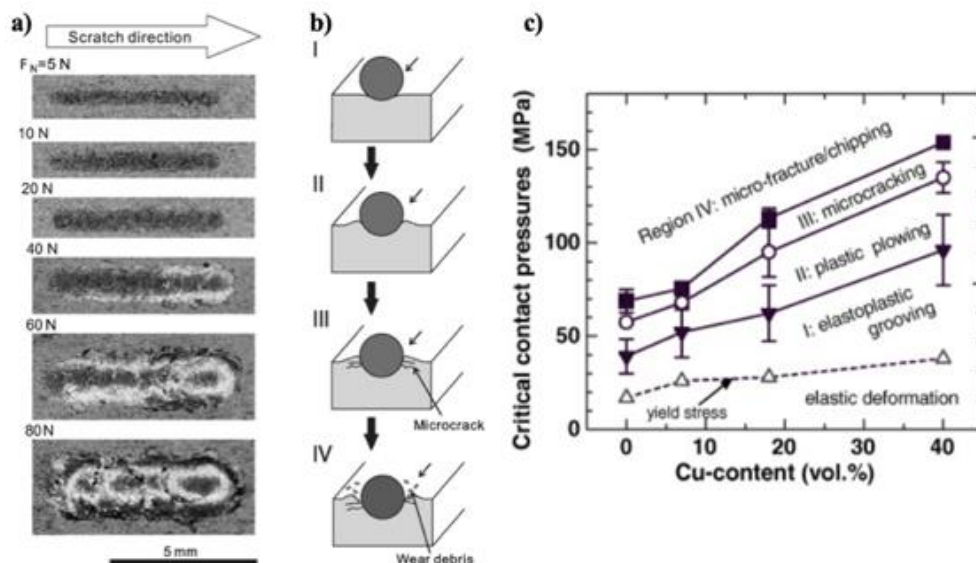 a)
Scratch direction
F_N=5 N
10 N
20 N
40 N
60 N
80N
5 mm
b)
I
II
III
Microcrack
IV
Wear debris
c)
Critical contact pressures (MPa)
150
100
50
0
Region IV: micro-fracture/chipping
III: microcracking
II: plastic plowing
I: elastoplastic
grooving
yield stress
elastic deformation
0 10 20 30 40
Cu-content (vol.%)